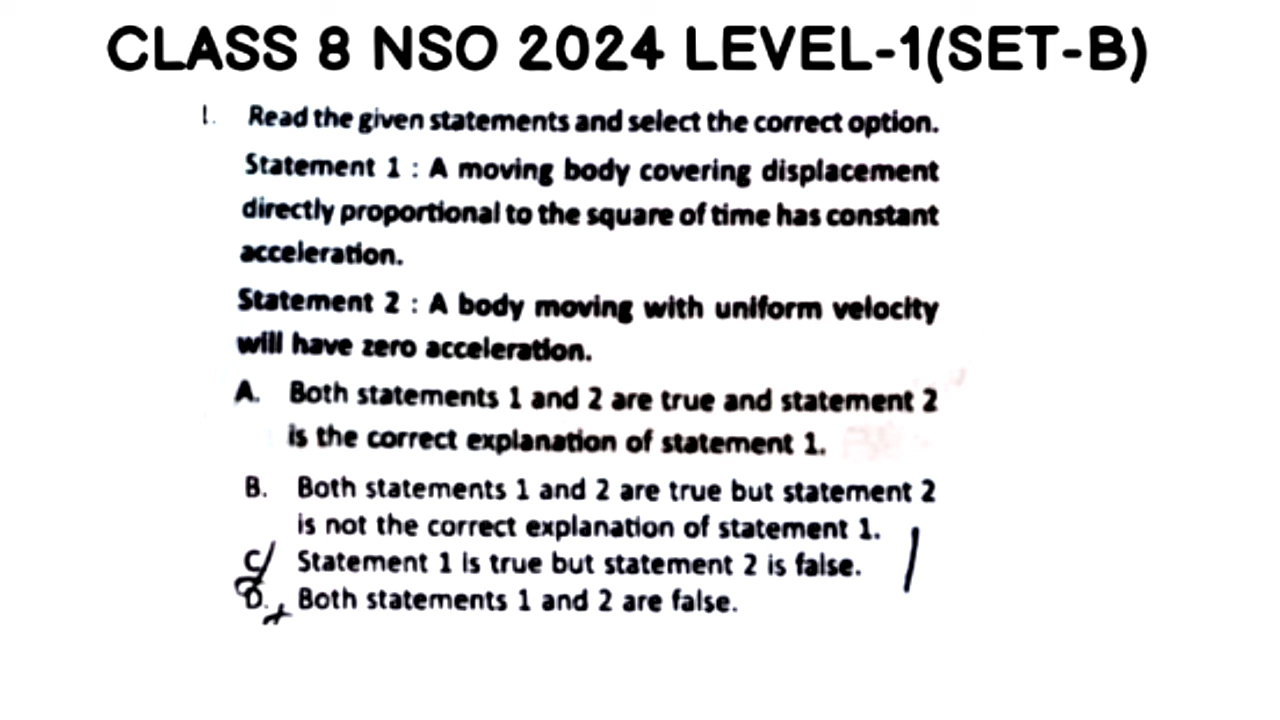 CLASS 8 NSO 2024 LEVEL-1(SET-B)
1. Read the given statements and select the correct option.
Statement 1 : A moving body covering displacement
directly proportional to the square of time has constant
acceleration.
Statement 2 : A body moving with uniform velocity
will have zero acceleration.
A. Both statements 1 and 2 are true and statement 2
is the correct explanation of statement 1.
B. Both statements 1 and 2 are true but statement 2
is not the correct explanation of statement 1.
C. Statement 1 is true but statement 2 is false.
D. Both statements 1 and 2 are false.